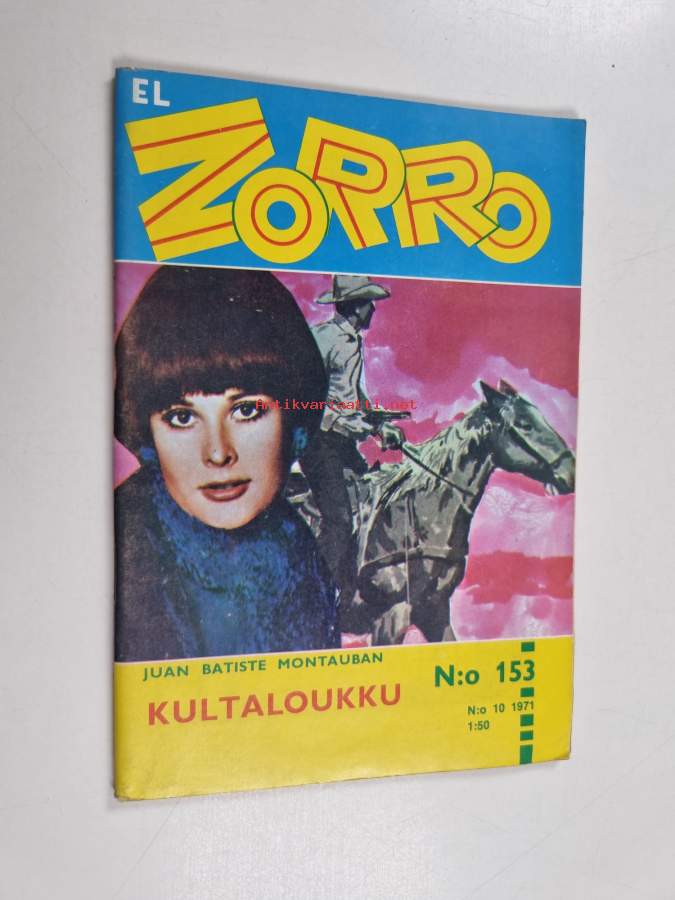 EL
ZORRO
Antikvariaatti.net
JUAN BATISTE MONTAUBAN
KULTALOUKKU
N:o 153
N:o 10 1971
1:50